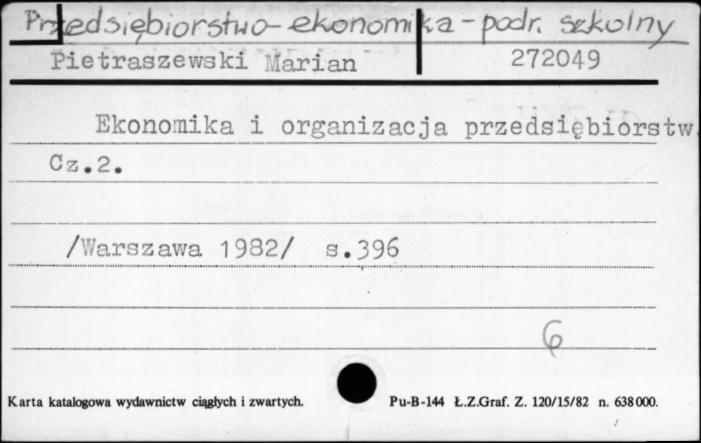 Przedsiębiorstwo - ekonomika - podr. szkolny
Pietraszewski Marian 272049
Ekonomika i organizacja przedsiębiorstw.
Cz.2.
/Warszawa 1982/ s.396
6
Karta katalogowa wydawnictw ciągłych i zwartych. Pu-B-144 Ł.Z.Graf. Z. 120/15/82 n. 638000.